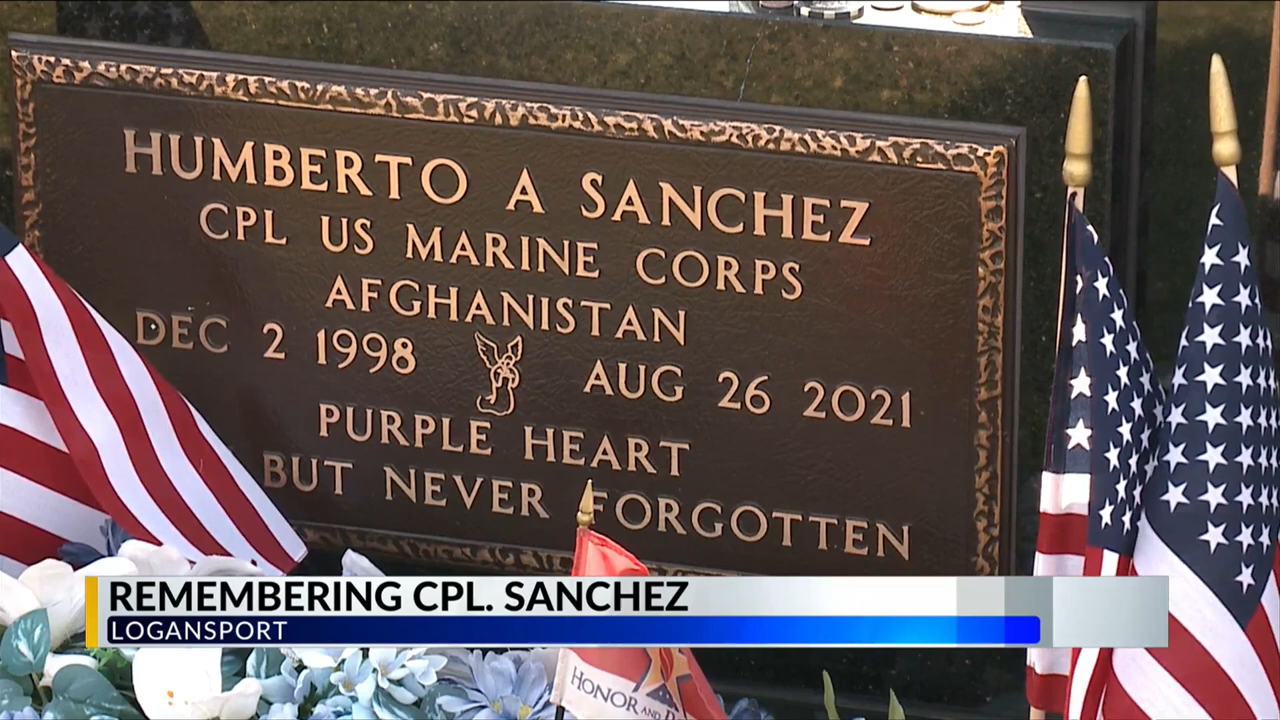 HUMBERTO A SANCHEZ
CPL US MARINE CORPS
AFGHANISTAN
DEC 2 1998 AUG 26 2021
PURPLE HEART
BUT NEVER FORGOTTEN
REMEMBERING CPL. SANCHEZ
LOGANSPORT
HONOR AND